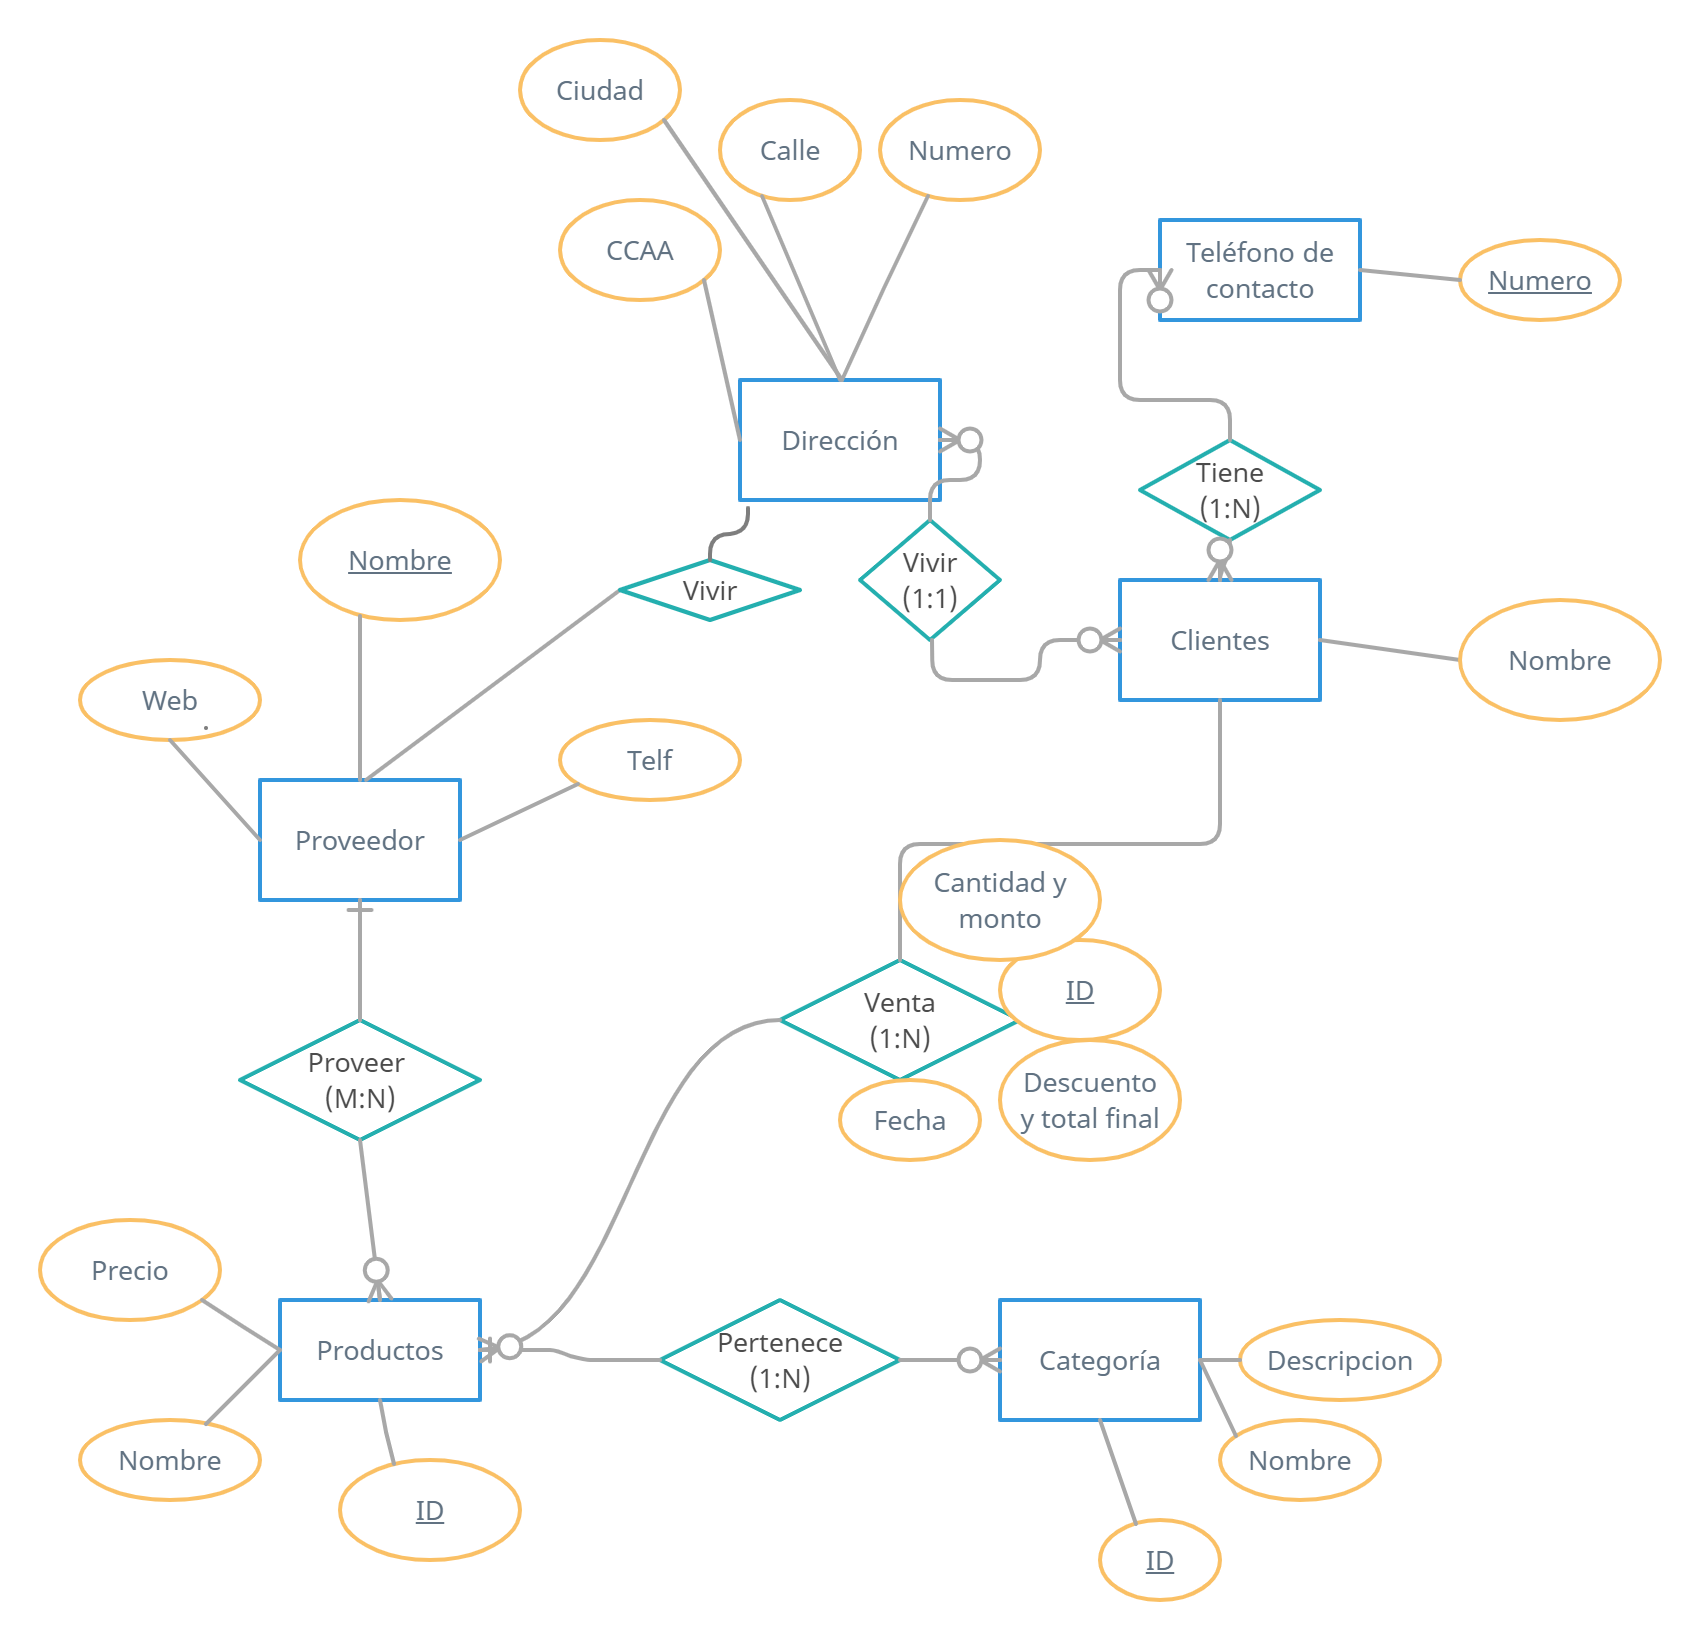 Ciudad
Calle
Numero
CCAA
Teléfono de
contacto
Numero
Dirección
Tiene
(1:N)
Nombre
Vivir
Vivir
(1:1)
Clientes
Nombre
Web
.
Telf
Proveedor
Cantidad y
monto
ID
Venta
(1:N)
Proveer
(M:N)
Descuento
y total final
Fecha
Precio
Productos
Pertenece
(1:N)
Categoría
Descripcion
Nombre
Nombre
ID
ID